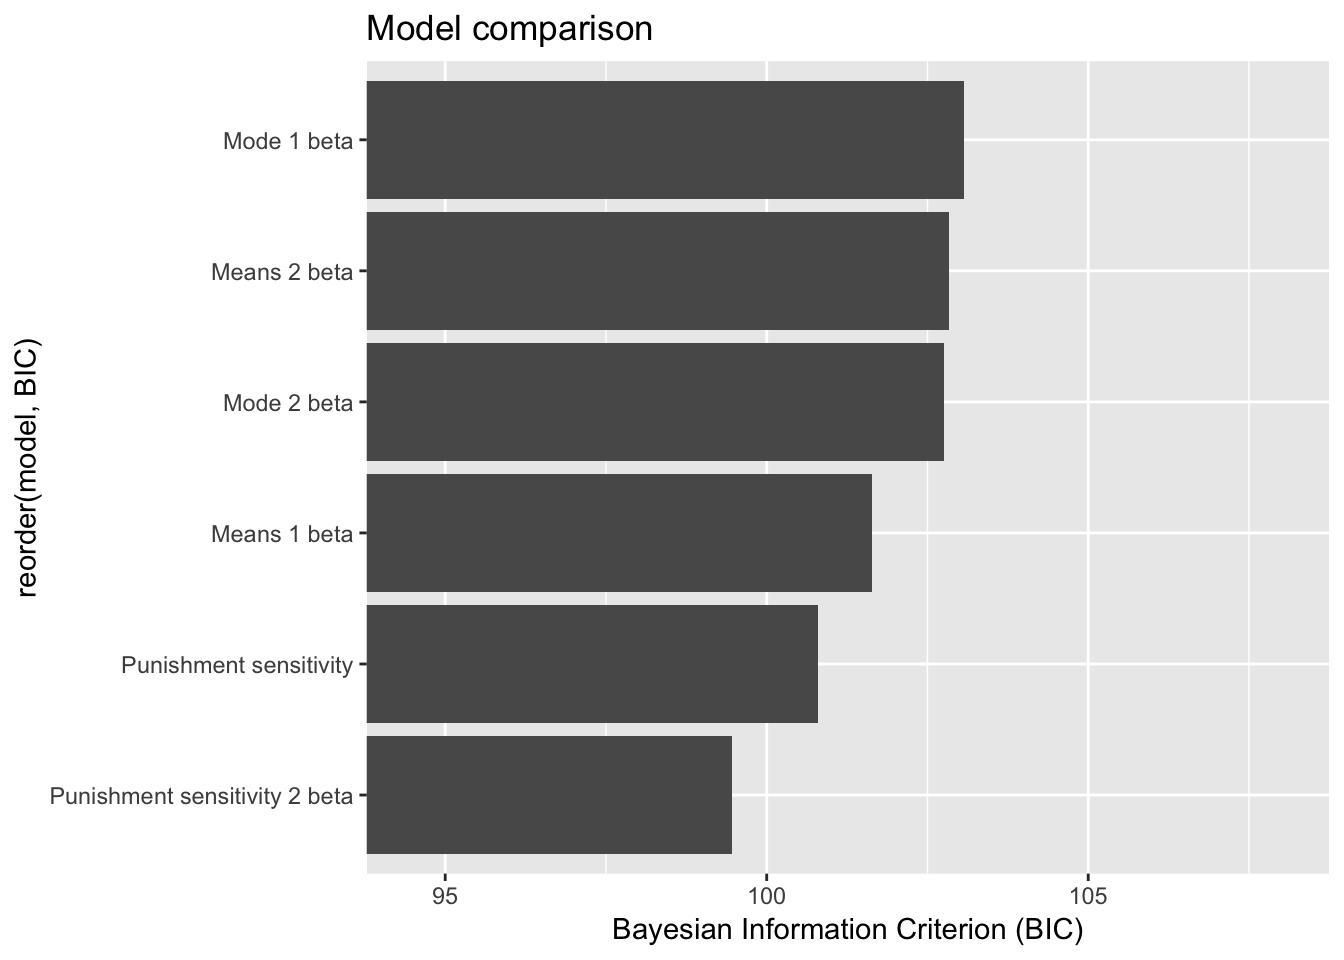 Model comparison
Mode 1 beta
Means 2 beta
Mode 2 beta
Means 1 beta
Punishment sensitivity
Punishment sensitivity 2 beta
reorder(model, BIC)
95
100
105
Bayesian Information Criterion (BIC)